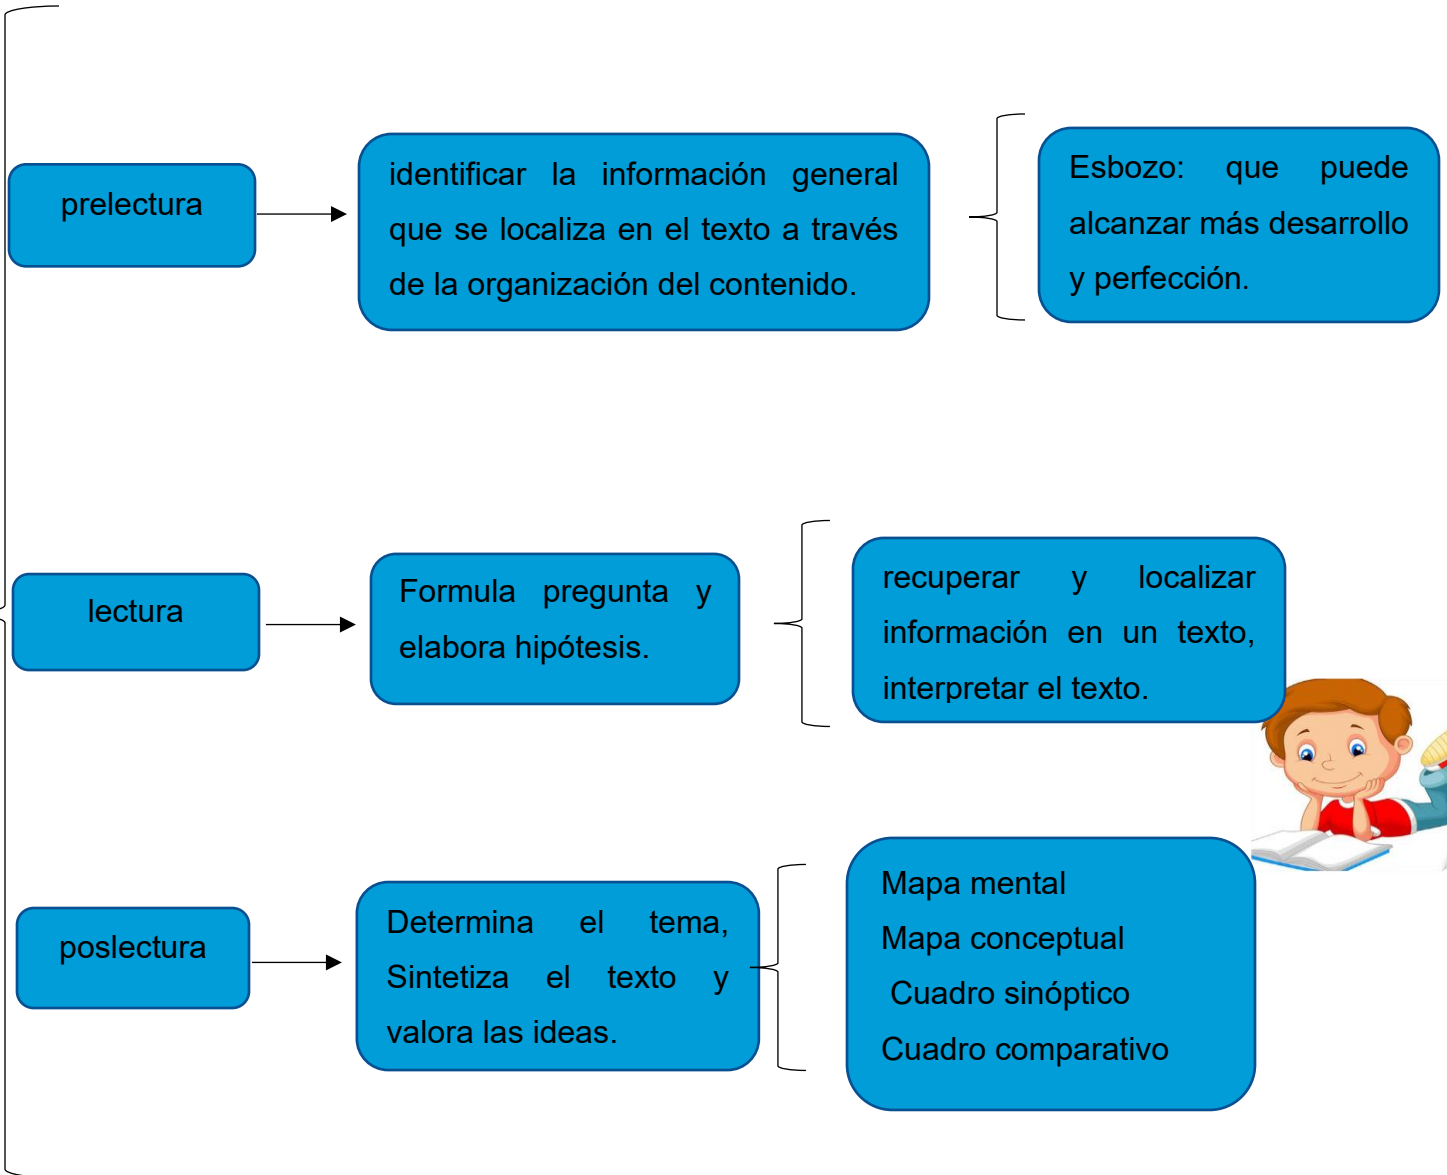 prelectura
identificar la información general
que se localiza en el texto a través
de la organización del contenido.
Esbozo: que puede
alcanzar más desarrollo
y perfección.
lectura
Formula pregunta y
elabora hipótesis.
recuperar y localizar
información en un texto,
interpretar el texto.
poslectura
Determina el tema,
Sintetiza el texto y
valora las ideas.
Mapa mental
Mapa conceptual
Cuadro sinóptico
Cuadro comparativo